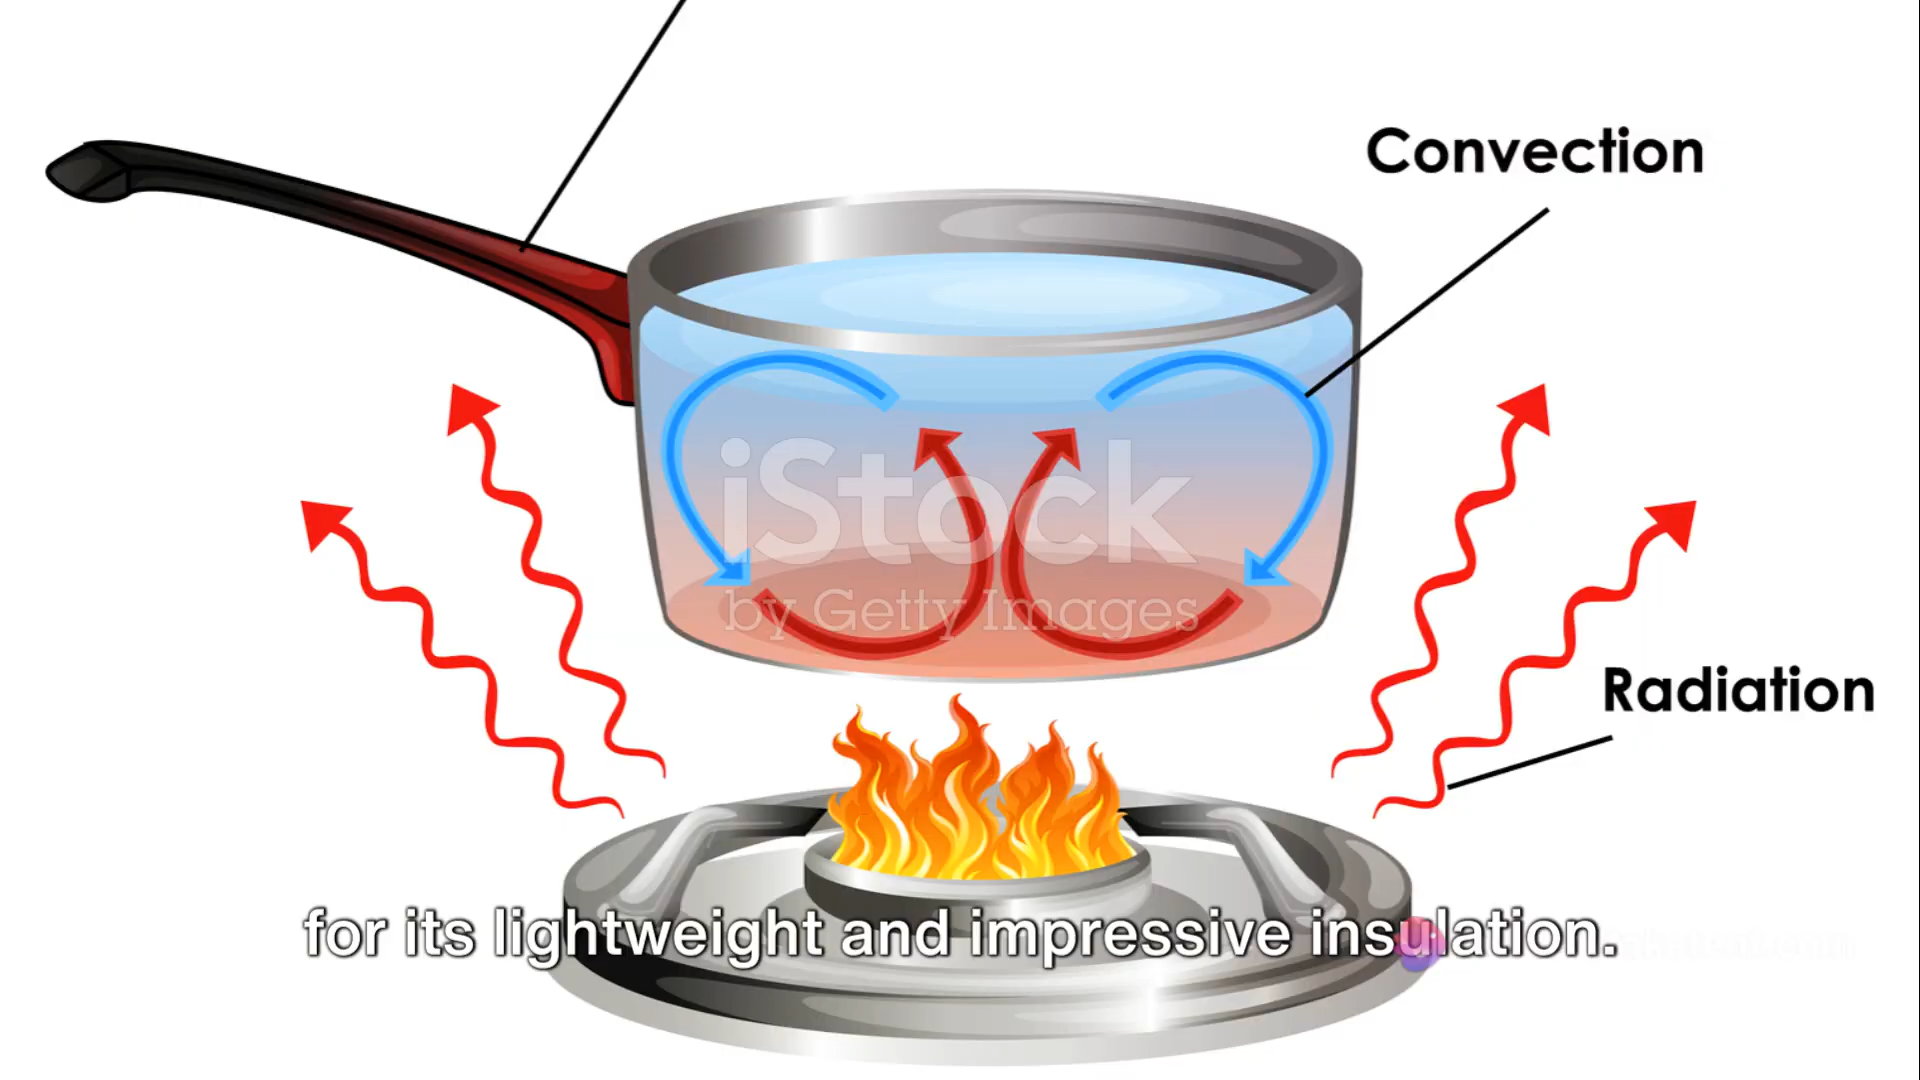 Convection
iStock
by Getty Images
Radiation
for its lightweight and impressive insulation.